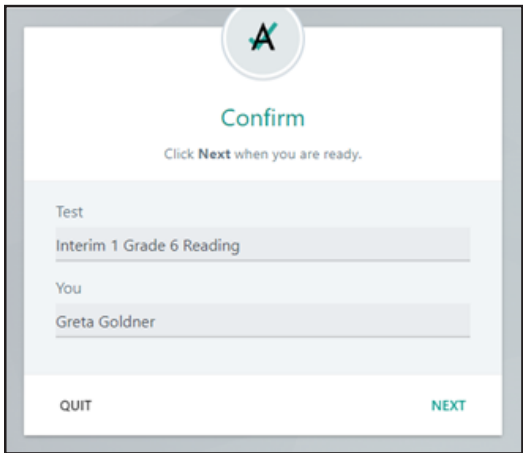 A
Confirm
Click Next when you are ready.
Test
Interim 1 Grade 6 Reading
You
Greta Goldner
QUIT NEXT